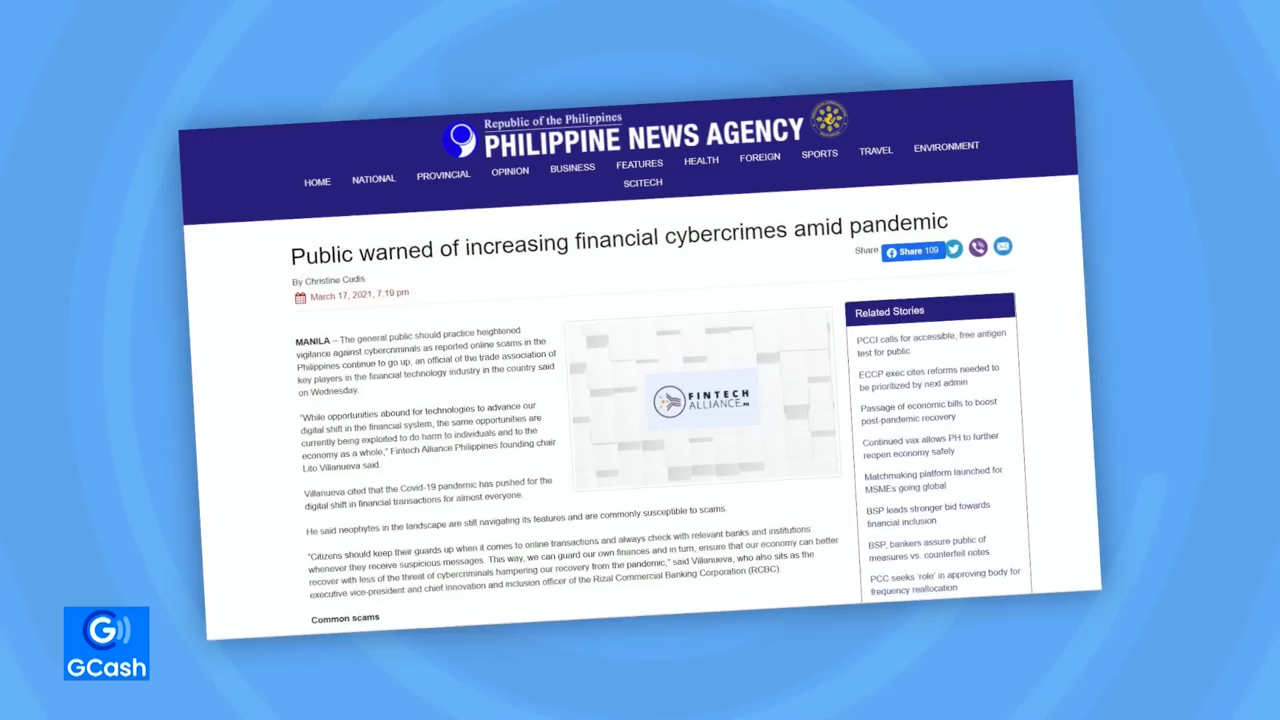 Republic of the Philippines
PHILIPPINE NEWS AGENCY
HOME NATIONAL PROVINCIAL OPINION BUSINESS FEATURES HEALTH FOREIGN SPORTS TRAVEL ENVIRONMENT
SCITECH
Public warned of increasing financial cybercrimes amid pandemic
By Christine Cudis
March 17, 2021, 7:19 pm
Share Share 109
MANILA – The general public should practice heightened
vigilance against cybercriminals as reported online scams in the
Philippines continue to go up, an official of the trade association of
key players in the financial technology industry in the country said
on Wednesday.
"While opportunities abound for technologies to advance our
digital shift in the financial system, the same opportunities are
currently being exploited to do harm to individuals and to the
economy as a whole," Fintech Alliance Philippines founding chair
Lito Villanueva said.
Villanueva cited that the Covid-19 pandemic has pushed for the
digital shift in financial transactions for almost everyone.
He said neophytes in the landscape are still navigating its features and are commonly susceptible to scams.
"Citizens should keep their guards up when it comes to online transactions and always check with relevant banks and institutions
whenever they receive suspicious messages. This way, we can guard our own finances and in turn, ensure that our economy can better
recover with less of the threat of cybercriminals hampering our recovery from the pandemic," said Villanueva, who also sits as the
executive vice-president and chief innovation and inclusion officer of the Rizal Commercial Banking Corporation (RCBC).
Common scams
FINTECH
ALLIANCE.PH
Related Stories
PCCI calls for accessible, free antigen
test for public
ECCP exec cites reforms needed to
be prioritized by next admin
Passage of economic bills to boost
post-pandemic recovery
Continued vax allows PH to further
reopen economy safely
Matchmaking platform launched for
MSMEs going global
BSP leads stronger bid towards
financial inclusion
BSP, bankers assure public of
measures vs. counterfeit notes
PCC seeks 'role' in approving body for
frequency reallocation
GCash